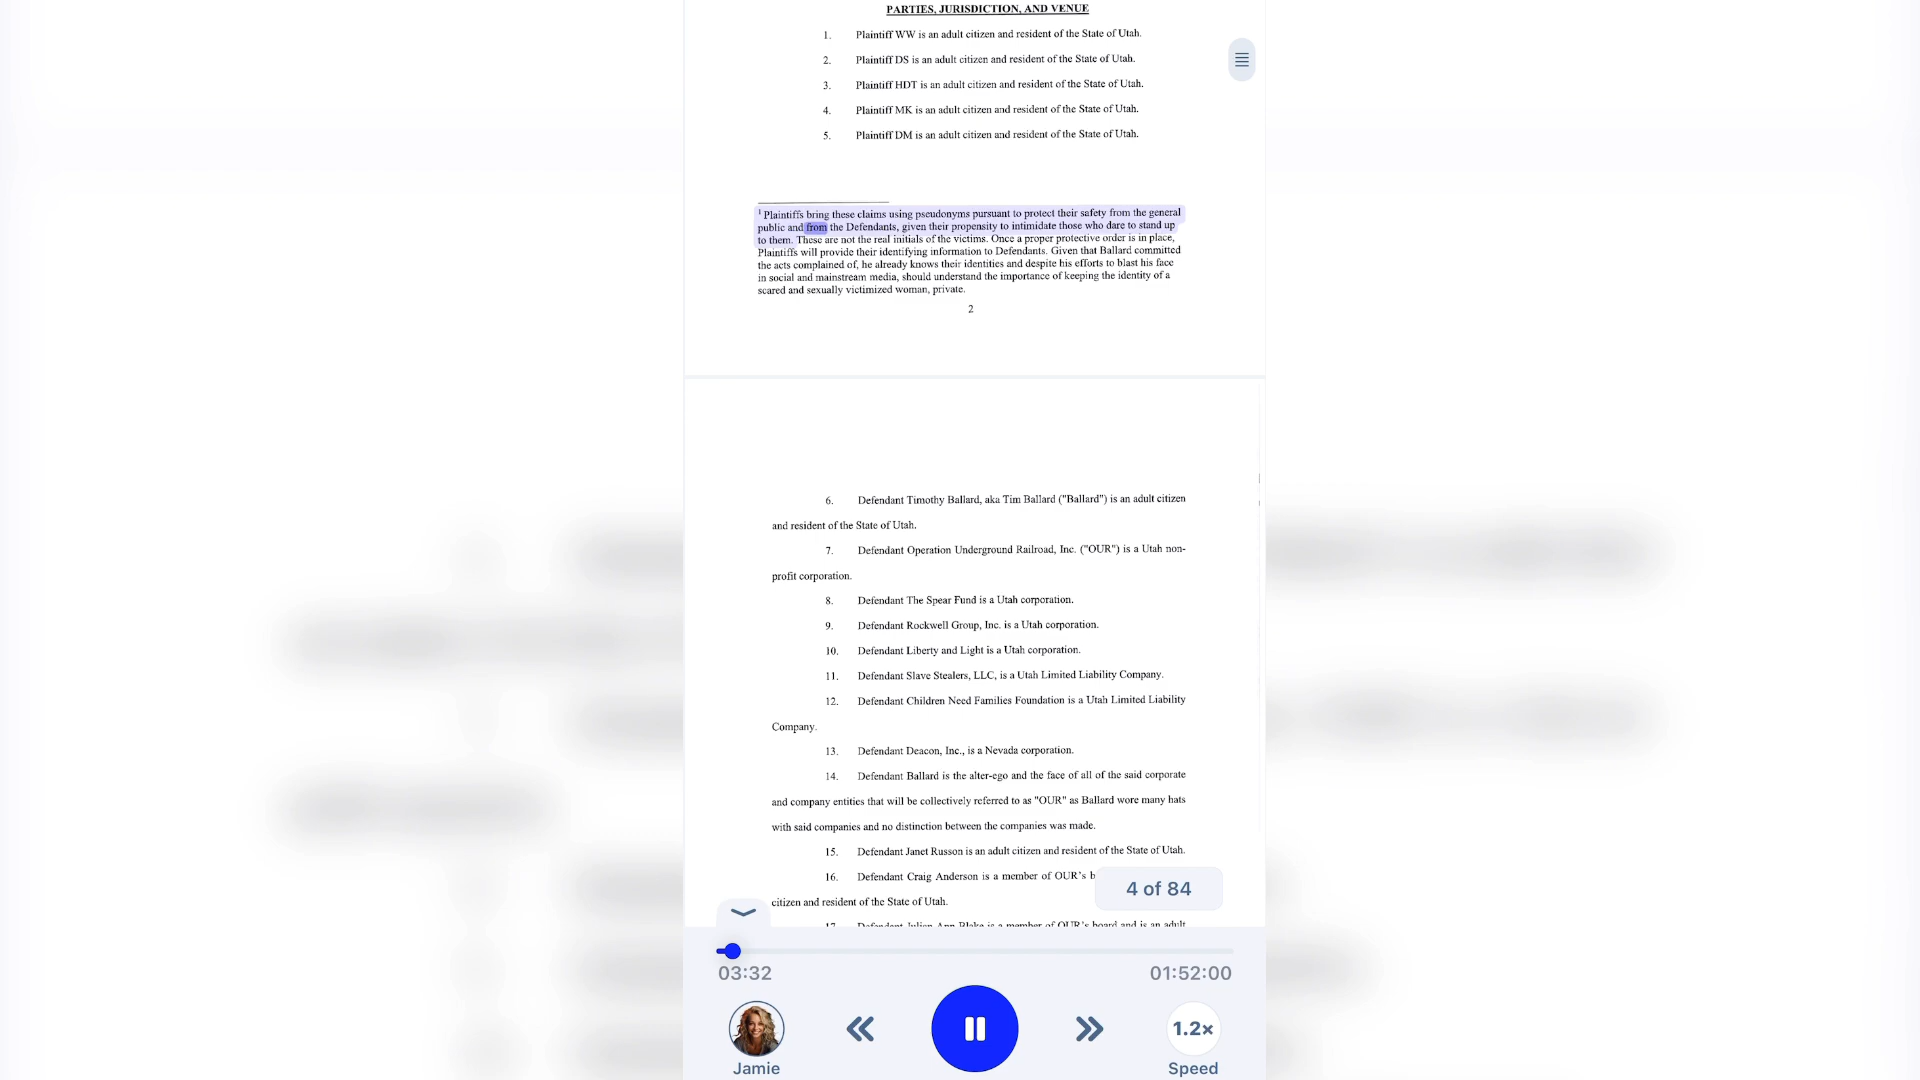 PARTIES, JURISDICTION, AND VENUE
1. Plaintiff WW is an adult citizen and resident of the State of Utah.
2. Plaintiff DS is an adult citizen and resident of the State of Utah.
3. Plaintiff HDT is an adult citizen and resident of the State of Utah.
4. Plaintiff MK is an adult citizen and resident of the State of Utah.
5. Plaintiff DM is an adult citizen and resident of the State of Utah.
1 Plaintiffs bring these claims using pseudonyms pursuant to protect their safety from the general
public and from the Defendants, given their propensity to intimidate those who dare to stand up
to them. These are not the real initials of the victims. Once a proper protective order is in place,
Plaintiffs will provide their identifying information to Defendants. Given that Ballard committed
the acts complained of, he already knows their identities and despite his efforts to blast his face
in social and mainstream media, should understand the importance of keeping the identity of a
scared and sexually victimized woman, private.
2
6. Defendant Timothy Ballard, aka Tim Ballard ("Ballard") is an adult citizen
and resident of the State of Utah.
7. Defendant Operation Underground Railroad, Inc. ("OUR") is a Utah non-
profit corporation.
8. Defendant The Spear Fund is a Utah corporation.
9. Defendant Rockwell Group, Inc. is a Utah corporation.
10. Defendant Liberty and Light is a Utah corporation.
11. Defendant Slave Stealers, LLC, is a Utah Limited Liability Company.
12. Defendant Children Need Families Foundation is a Utah Limited Liability
Company.
13. Defendant Deacon, Inc., is a Nevada corporation.
14. Defendant Ballard is the alter-ego and the face of all of the said corporate
and company entities that will be collectively referred to as "OUR" as Ballard wore many hats
with said companies and no distinction between the companies was made.
15. Defendant Janet Russon is an adult citizen and resident of the State of Utah.
16. Defendant Craig Anderson is a member of OUR's b
4 of 84
citizen and resident of the State of Utah.
17. Defendant Julian Ann Blake is a member of OUR's board and is an adult
03:32
01:52:00
1.2×
Jamie
Speed